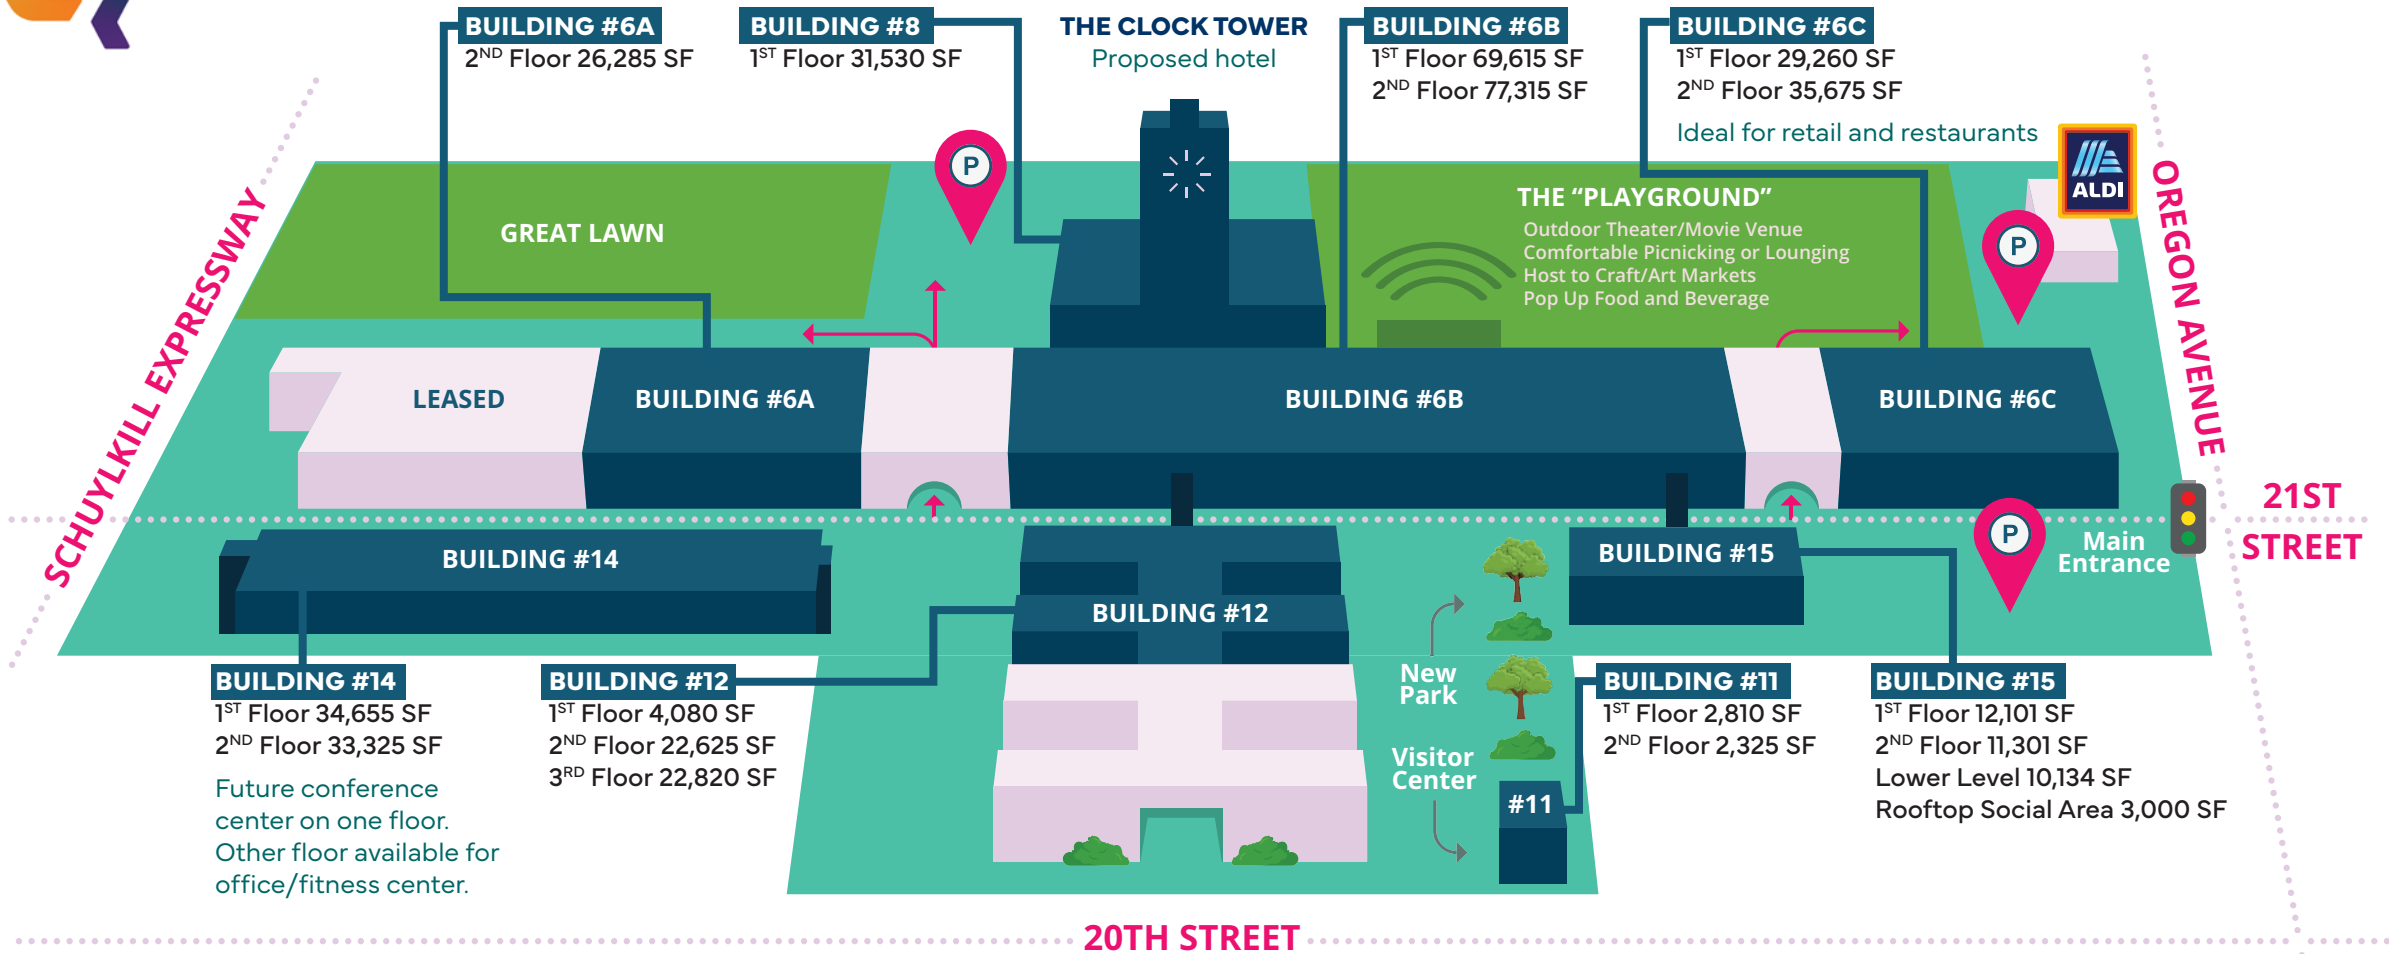 BUILDING #6A
2ND Floor 26,285 SF
BUILDING #8
1ST Floor 31,530 SF
THE CLOCK TOWER
Proposed hotel
BUILDING #6B
1ST Floor 69,615 SF
2ND Floor 77,315 SF
BUILDING #6C
1ST Floor 29,260 SF
2ND Floor 35,675 SF
Ideal for retail and restaurants
ALDI
P
P
GREAT LAWN
THE “PLAYGROUND”
Outdoor Theater/Movie Venue
Comfortable Picnicking or Lounging
Host to Craft/Art Markets
Pop Up Food and Beverage
SCHUYLKILL EXPRESSWAY
OREGON AVENUE
LEASED
BUILDING #6A
BUILDING #6B
BUILDING #6C
21ST
STREET
P
Main
Entrance
BUILDING #14
BUILDING #12
BUILDING #15
New
Park
Visitor
Center
#11
BUILDING #14
1ST Floor 34,655 SF
2ND Floor 33,325 SF
Future conference
center on one floor.
Other floor available for
office/fitness center.
BUILDING #12
1ST Floor 4,080 SF
2ND Floor 22,625 SF
3RD Floor 22,820 SF
BUILDING #11
1ST Floor 2,810 SF
2ND Floor 2,325 SF
BUILDING #15
1ST Floor 12,101 SF
2ND Floor 11,301 SF
Lower Level 10,134 SF
Rooftop Social Area 3,000 SF
20TH STREET